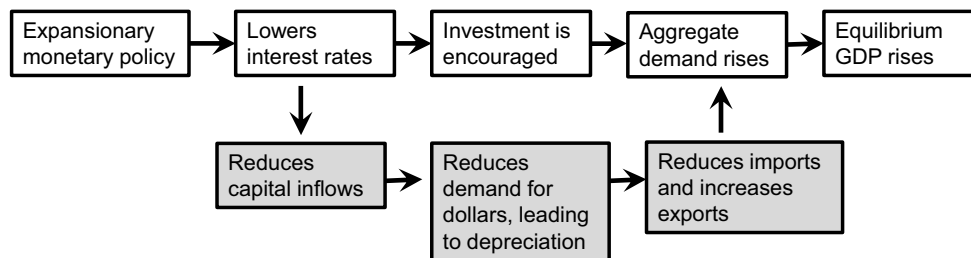 Expansionary
monetary policy
Lowers
interest rates
Investment is
encouraged
Aggregate
demand rises
Equilibrium
GDP rises
Reduces
capital inflows
Reduces
demand for
dollars, leading
to depreciation
Reduces imports
and increases
exports